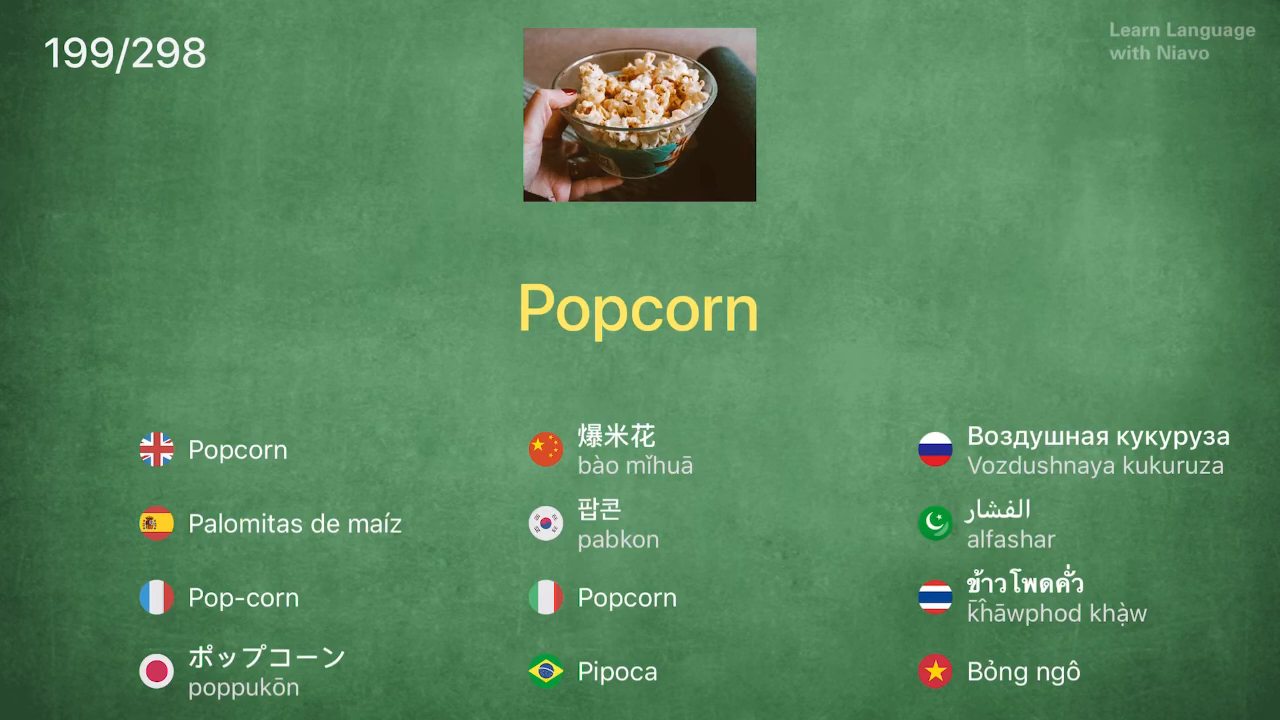 199/298
Learn Language
with Niavo
Popcorn
Popcorn
Palomitas de maíz
Pop-corn
ポップコーン
poppukōn
爆米花
bào mǐhuā
팝콘
pabkon
Popcorn
Pipoca
Воздушная кукуруза
Vozdushnaya kukuruza
الفشار
alfashar
ข้าวโพดคั่ว
k̄ĥāwphod khạ̀w
Bỏng ngô